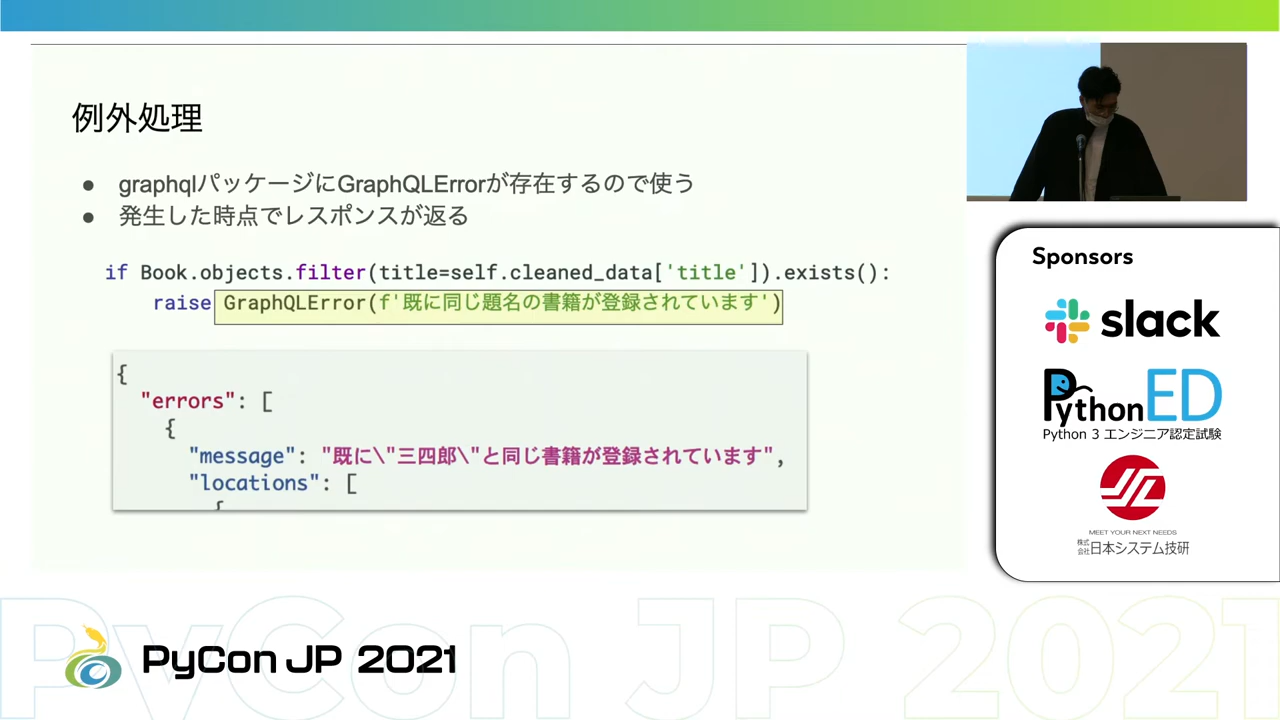 例外処理
● graphqlパッケージにGraphQLErrorが存在するので使う
● 発生した時点でレスポンスが返る
if Book.objects.filter(title=self.cleaned_data['title']).exists():
raise GraphQLError(f'既に同じ題名の書籍が登録されています')
{
"errors": [
{
"message": "既に\"三四郎\"と同じ書籍が登録されています",
"locations": [
{
Sponsors
slack
PythonED
Python 3 エンジニア認定試験
MEET YOUR NEXT NEEDS
株式会社日本システム技研
PyCon JP 2021
PyCon JP 2021